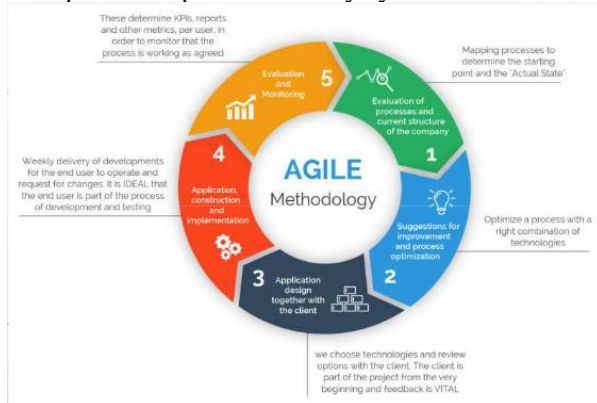 These determine KPIs, reports
and other metrics, per user, in
order to monitor that the
process is working as agreed
Mapping processes to
determine the starting
point and the "Actual State"
Evaluation
and
Monitoring
5
Evaluation of
processes and
current structure
of the company
1
Weekly delivery of developments
for the end user to operate and
request for changes. It is IDEAL that
the end user is part of the process
of development and testing
4
Application,
construction
and
implementation
AGILE
Methodology
Suggestions for
improvement
and process
optimization
2
Optimize a process with a
right combination of
technologies
3
Application
design
together with
the client
we choose technologies and review
options with the client. The client is
part of the project from the very
beginning and feedback is VITAL